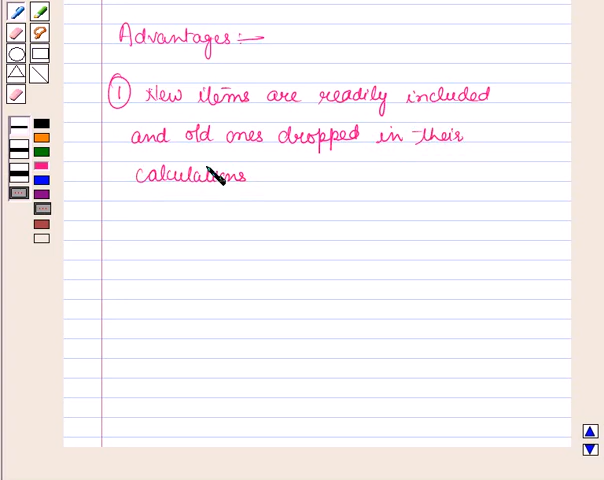 Advantages :-
① New items are readily included
and old ones dropped in their
calculations